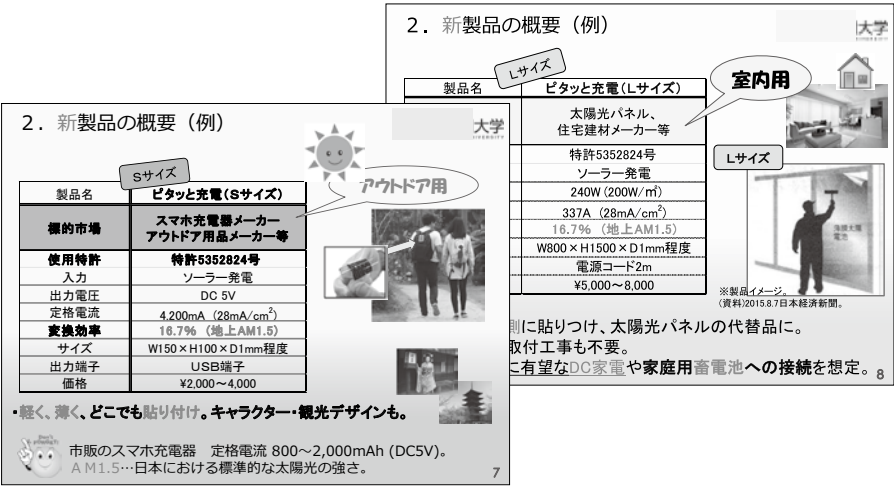 2．新製品の概要（例）
大学
Lサイズ
製品名 ピタッと充電（Lサイズ）
室内用
太陽光パネル、
住宅建材メーカー等
特許5352824号
ソーラー発電
240W（200W/㎡）
337A（28mA/cm²）
16.7%（地上AM1.5）
W800×H1500×D1mm程度
電源コード2m
¥5,000～8,000
Lサイズ
※製品イメージ。
（資料）2015.8.7日本経済新聞。
側に貼りつけ、太陽光パネルの代替品に。
取付工事も不要。
に有望なDC家電や家庭用蓄電池への接続を想定。
8
2．新製品の概要（例）
大学
Sサイズ
アウトドア用
製品名 ピタッと充電（Sサイズ）
標的市場 スマホ充電器メーカー
アウトドア用品メーカー等
使用特許 特許5352824号
入力 ソーラー発電
出力電圧 DC 5V
定格電流 4,200mA（28mA/cm²）
変換効率 16.7%（地上AM1.5）
サイズ W150×H100×D1mm程度
出力端子 USB端子
価格 ¥2,000～4,000
・軽く、薄く、どこでも貼り付け。キャラクター・観光デザインも。
市販のスマホ充電器　定格電流 800～2,000mAh (DC5V)。
ＡＭ1.5…日本における標準的な太陽光の強さ。
7